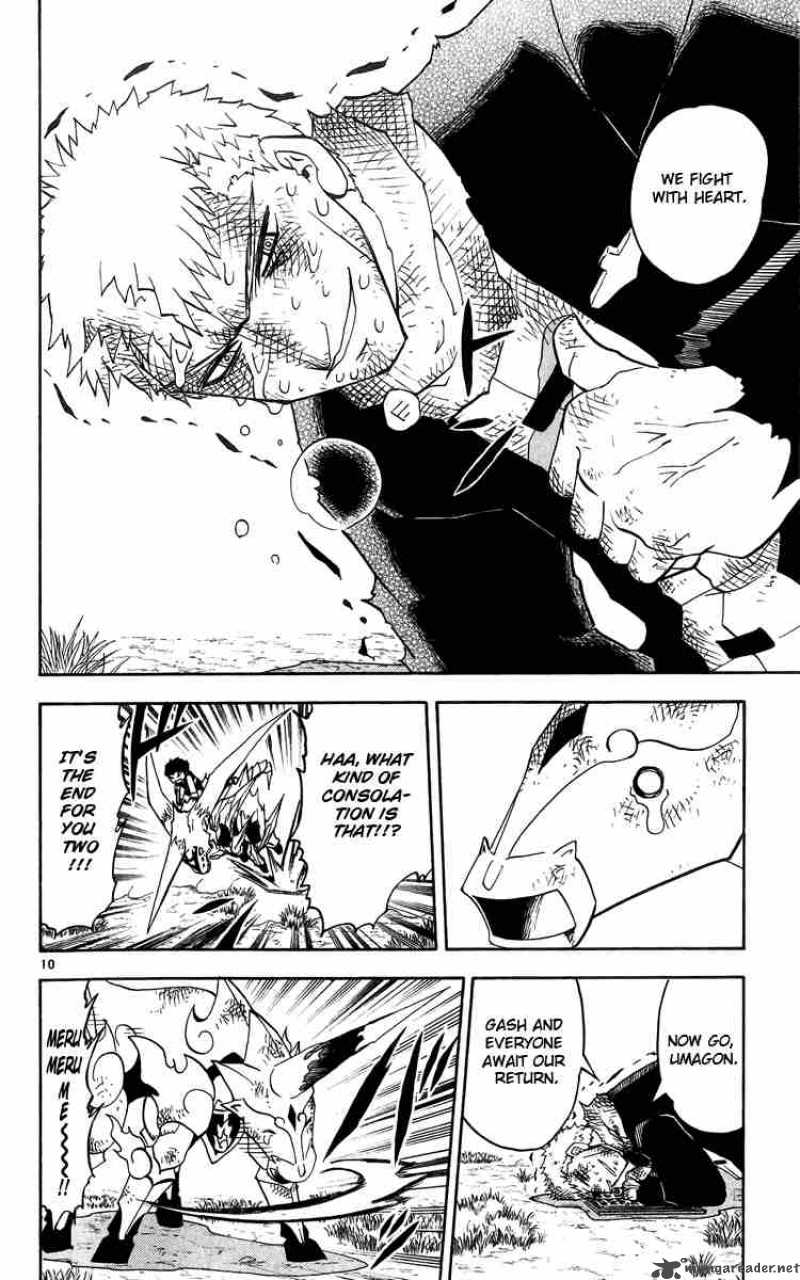 WE FIGHT
WITH HEART.
HAA, WHAT
KIND OF
CONSOLA-
TION IS
THAT!!?
IT'S
THE
END
FOR
YOU
TWO
!!!
10
NOW GO,
UMAGON.
GASH AND
EVERYONE
AWAIT OUR
RETURN.
MERU
MERU
ME~~~!!
mangareader.net